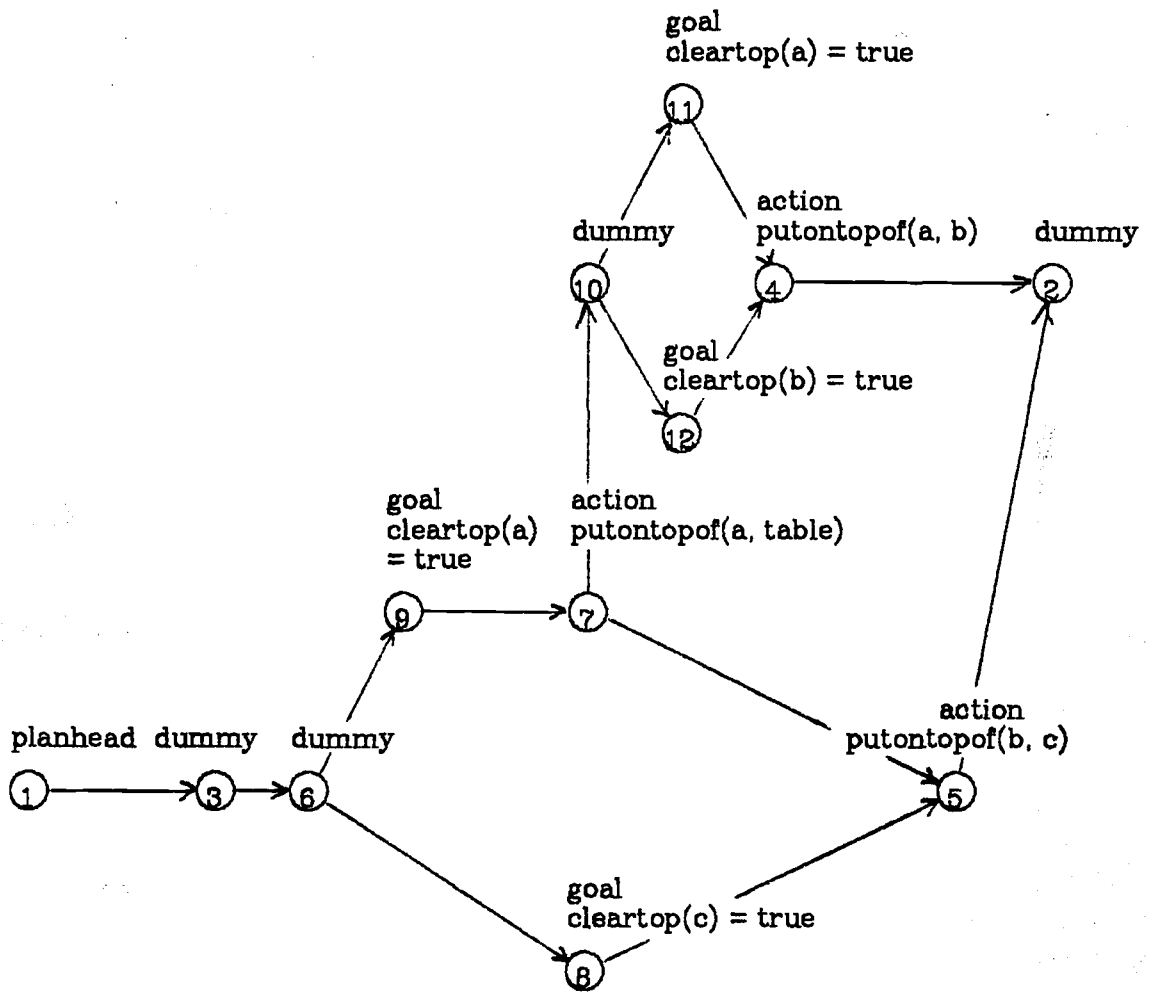 goal
cleartop(a) = true
11
action
putontopof(a, b)
dummy
dummy
10
4
2
goal
cleartop(b) = true
12
goal
cleartop(a)
= true
action
putontopof(a, table)
9
7
planhead dummy dummy
action
putontopof(b, c)
1
3
6
5
goal
cleartop(c) = true
8